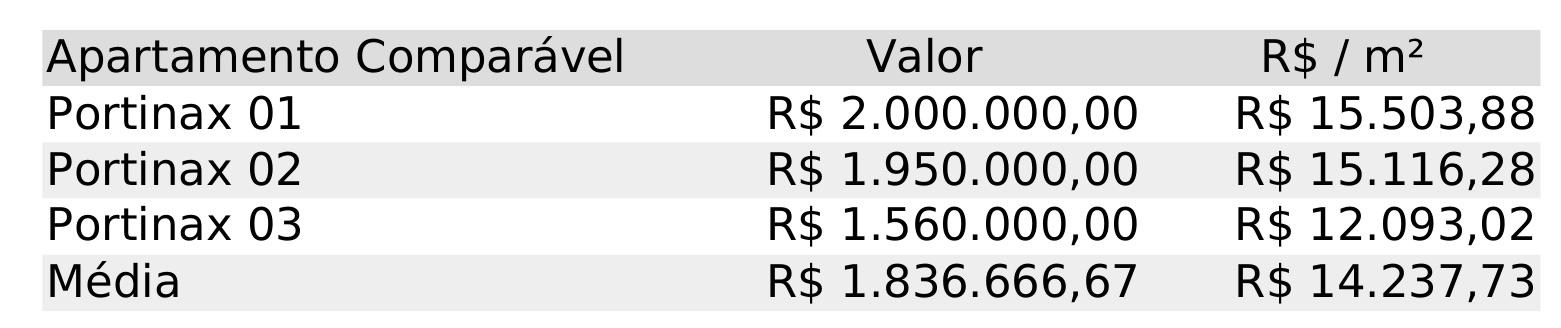 Apartamento Comparável Valor R$ / m²
Portinax 01 R$ 2.000.000,00 R$ 15.503,88
Portinax 02 R$ 1.950.000,00 R$ 15.116,28
Portinax 03 R$ 1.560.000,00 R$ 12.093,02
Média R$ 1.836.666,67 R$ 14.237,73